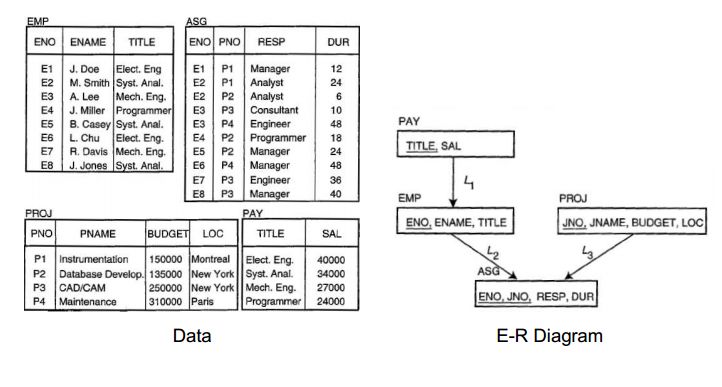 EMP
ENO ENAME TITLE
E1 J. Doe Elect. Eng
E2 M. Smith Syst. Anal.
E3 A. Lee Mech. Eng.
E4 J. Miller Programmer
E5 B. Casey Syst. Anal.
E6 L. Chu Elect. Eng.
E7 R. Davis Mech. Eng.
E8 J. Jones Syst. Anal.
ASG
ENO PNO RESP DUR
E1 P1 Manager 12
E2 P1 Analyst 24
E2 P2 Analyst 6
E3 P3 Consultant 10
E3 P4 Engineer 48
E4 P2 Programmer 18
E5 P2 Manager 24
E6 P4 Manager 48
E7 P3 Engineer 36
E8 P3 Manager 40
PROJ
PNO PNAME BUDGET LOC
P1 Instrumentation 150000 Montreal
P2 Database Develop. 135000 New York
P3 CAD/CAM 250000 New York
P4 Maintenance 310000 Paris
PAY
TITLE SAL
Elect. Eng. 40000
Syst. Anal. 34000
Mech. Eng. 27000
Programmer 24000
Data
PAY
TITLE, SAL
L1
EMP
ENO, ENAME, TITLE
PROJ
JNO, JNAME, BUDGET, LOC
L2
L3
ASG
ENO, JNO, RESP, DUR
E-R Diagram